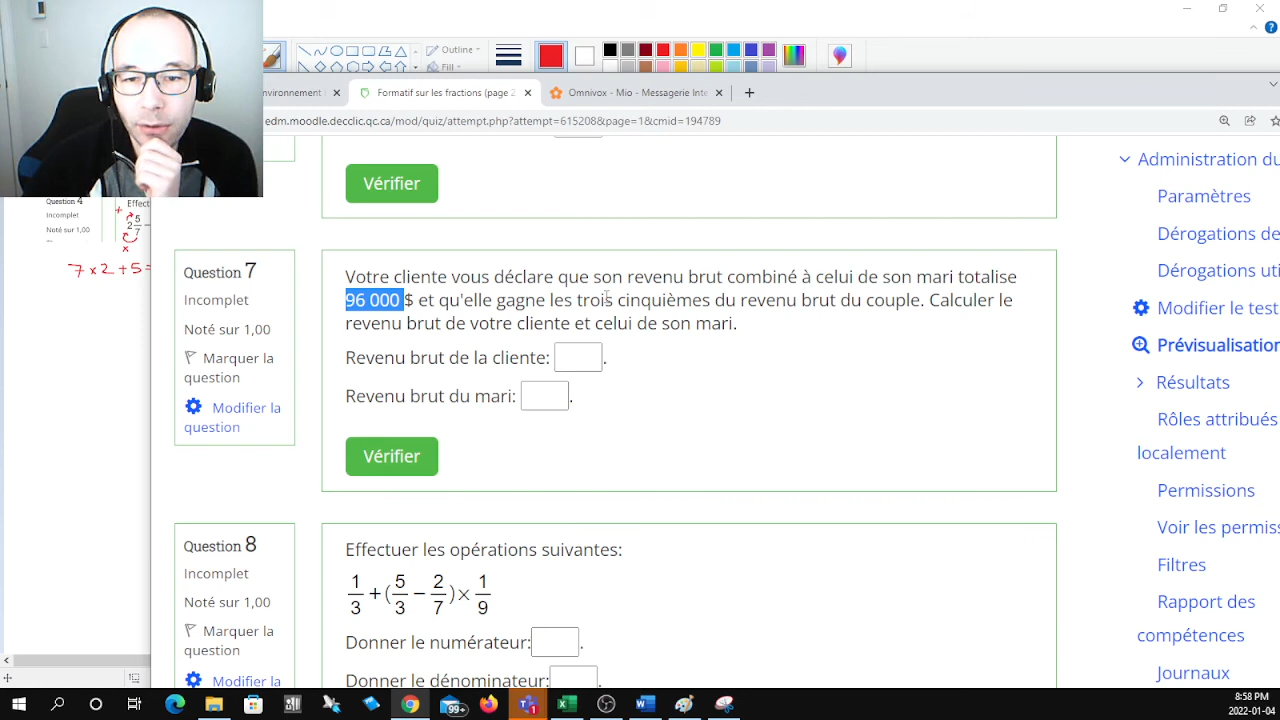 Outline
Fill
nvironnement
Formatif sur les fractions (page 2
Omnivox - Mio - Messagerie Inte
edm.moodle.decclic.qc.ca/mod/quiz/attempt.php?attempt=615208&page=1&cmid=194789
Question 4
Incomplet
Noté sur 1,00
Effect
+
2 5/7 -
x
7 × 2 + 5 =
Vérifier
Question 7
Incomplet
Noté sur 1,00
Marquer la
question
Modifier la
question
Votre cliente vous déclare que son revenu brut combiné à celui de son mari totalise
96 000 $ et qu'elle gagne les trois cinquièmes du revenu brut du couple. Calculer le
revenu brut de votre cliente et celui de son mari.
Revenu brut de la cliente: .
Revenu brut du mari: .
Vérifier
Question 8
Incomplet
Noté sur 1,00
Marquer la
question
Modifier la
Effectuer les opérations suivantes:
1/3 + (5/3 − 2/7) × 1/9
Donner le numérateur: .
Donner le dénominateur: .
Administration du
Paramètres
Dérogations de
Dérogations uti
Modifier le test
Prévisualisation
Résultats
Rôles attribués
localement
Permissions
Voir les permiss
Filtres
Rapport des
compétences
Journaux
99+
1
8:58 PM
2022-01-04